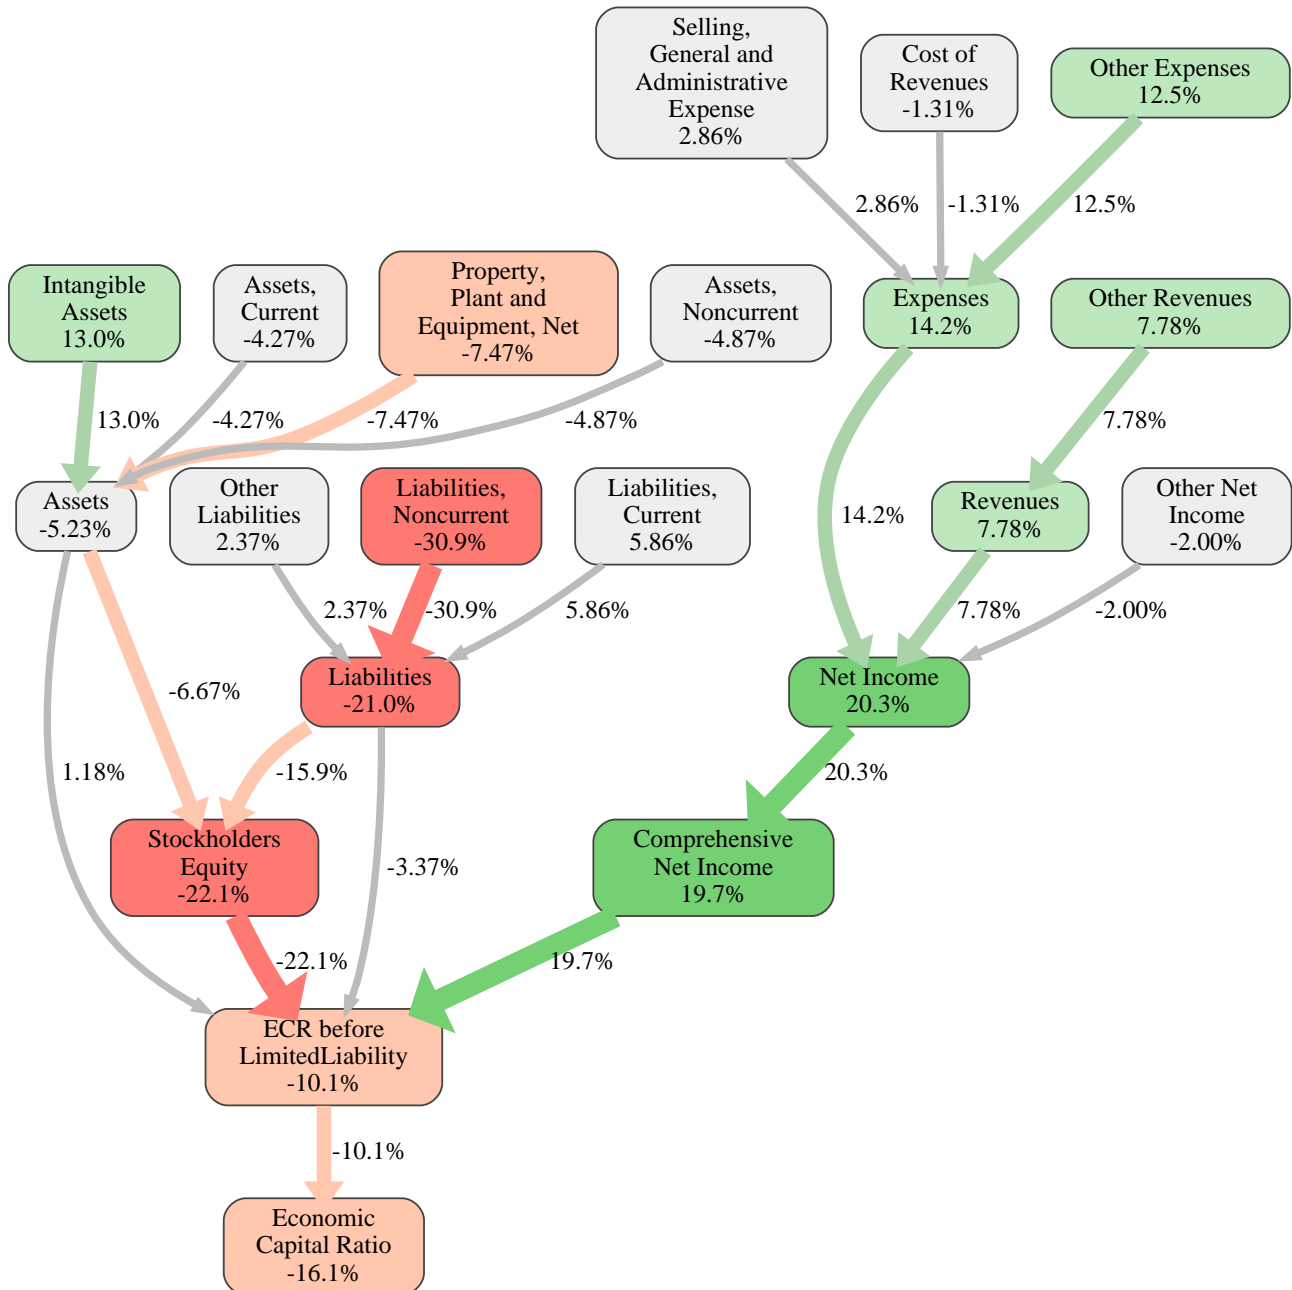 Selling,
General and
Administrative
Expense
2.86%
Cost of
Revenues
-1.31%
Other Expenses
12.5%
2.86%
-1.31%
12.5%
Intangible
Assets
13.0%
Assets,
Current
-4.27%
Property,
Plant and
Equipment, Net
-7.47%
Assets,
Noncurrent
-4.87%
Expenses
14.2%
Other Revenues
7.78%
13.0%
-4.27%
-7.47%
-4.87%
7.78%
Assets
-5.23%
Other
Liabilities
2.37%
Liabilities,
Noncurrent
-30.9%
Liabilities,
Current
5.86%
14.2%
Revenues
7.78%
Other Net
Income
-2.00%
2.37%
-30.9%
5.86%
7.78%
-2.00%
-6.67%
Liabilities
-21.0%
Net Income
20.3%
1.18%
-15.9%
20.3%
Stockholders
Equity
-22.1%
-3.37%
Comprehensive
Net Income
19.7%
-22.1%
19.7%
ECR before
LimitedLiability
-10.1%
-10.1%
Economic
Capital Ratio
-16.1%